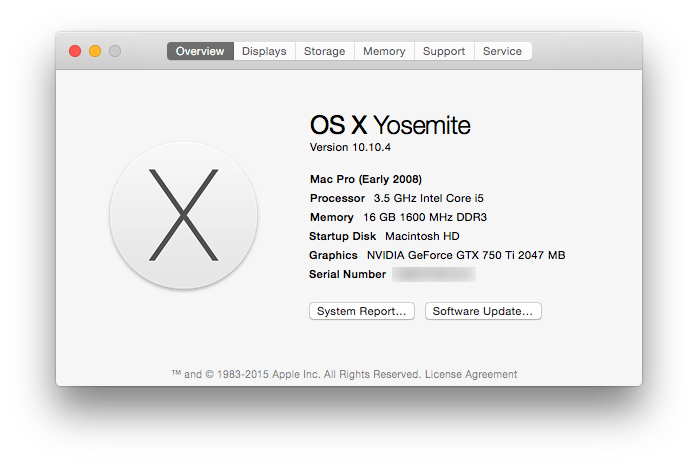 Overview Displays Storage Memory Support Service
OS X Yosemite
Version 10.10.4
Mac Pro (Early 2008)
Processor 3.5 GHz Intel Core i5
Memory 16 GB 1600 MHz DDR3
Startup Disk Macintosh HD
Graphics NVIDIA GeForce GTX 750 Ti 2047 MB
Serial Number
System Report... Software Update...
™ and © 1983-2015 Apple Inc. All Rights Reserved. License Agreement